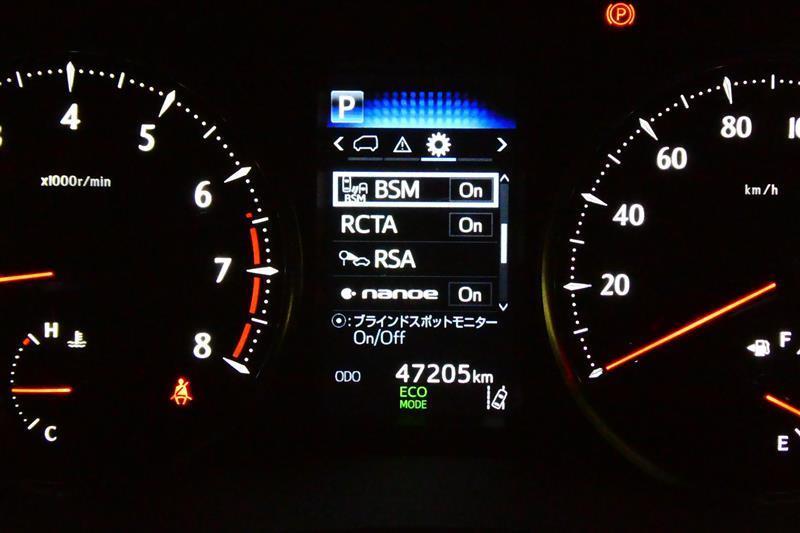 P
3
4
5
6
7
8
x1000r/min
H
C
P
BSM
BSM On
RCTA On
RSA
nanoe On
:ブラインドスポットモニター
On/Off
ODO 47205km
ECO
MODE
80
60
40
20
km/h
F
E